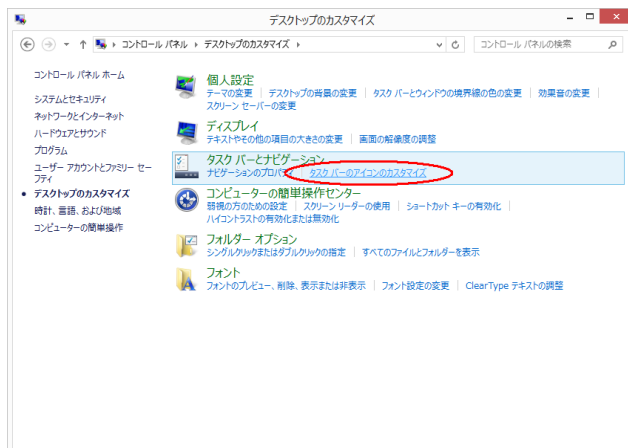 デスクトップのカスタマイズ
コントロール パネル ▸ デスクトップのカスタマイズ ▸
コントロール パネルの検索
コントロール パネル ホーム
システムとセキュリティ
ネットワークとインターネット
ハードウェアとサウンド
プログラム
ユーザー アカウントとファミリー セー
フティ
デスクトップのカスタマイズ
時計、言語、および地域
コンピューターの簡単操作
個人設定
テーマの変更 | デスクトップの背景の変更 | タスク バーとウィンドウの境界線の色の変更 | 効果音の変更 |
スクリーン セーバーの変更
ディスプレイ
テキストやその他の項目の大きさの変更 | 画面の解像度の調整
タスク バーとナビゲーション
ナビゲーションのプロパティ | タスク バーのアイコンのカスタマイズ
コンピューターの簡単操作センター
弱視の方のための設定 | スクリーン リーダーの使用 | ショートカット キーの有効化 |
ハイコントラストの有効化または無効化
フォルダー オプション
シングルクリックまたはダブルクリックの指定 | すべてのファイルとフォルダーを表示
フォント
フォントのプレビュー、削除、表示または非表示 | フォント設定の変更 | ClearType テキストの調整